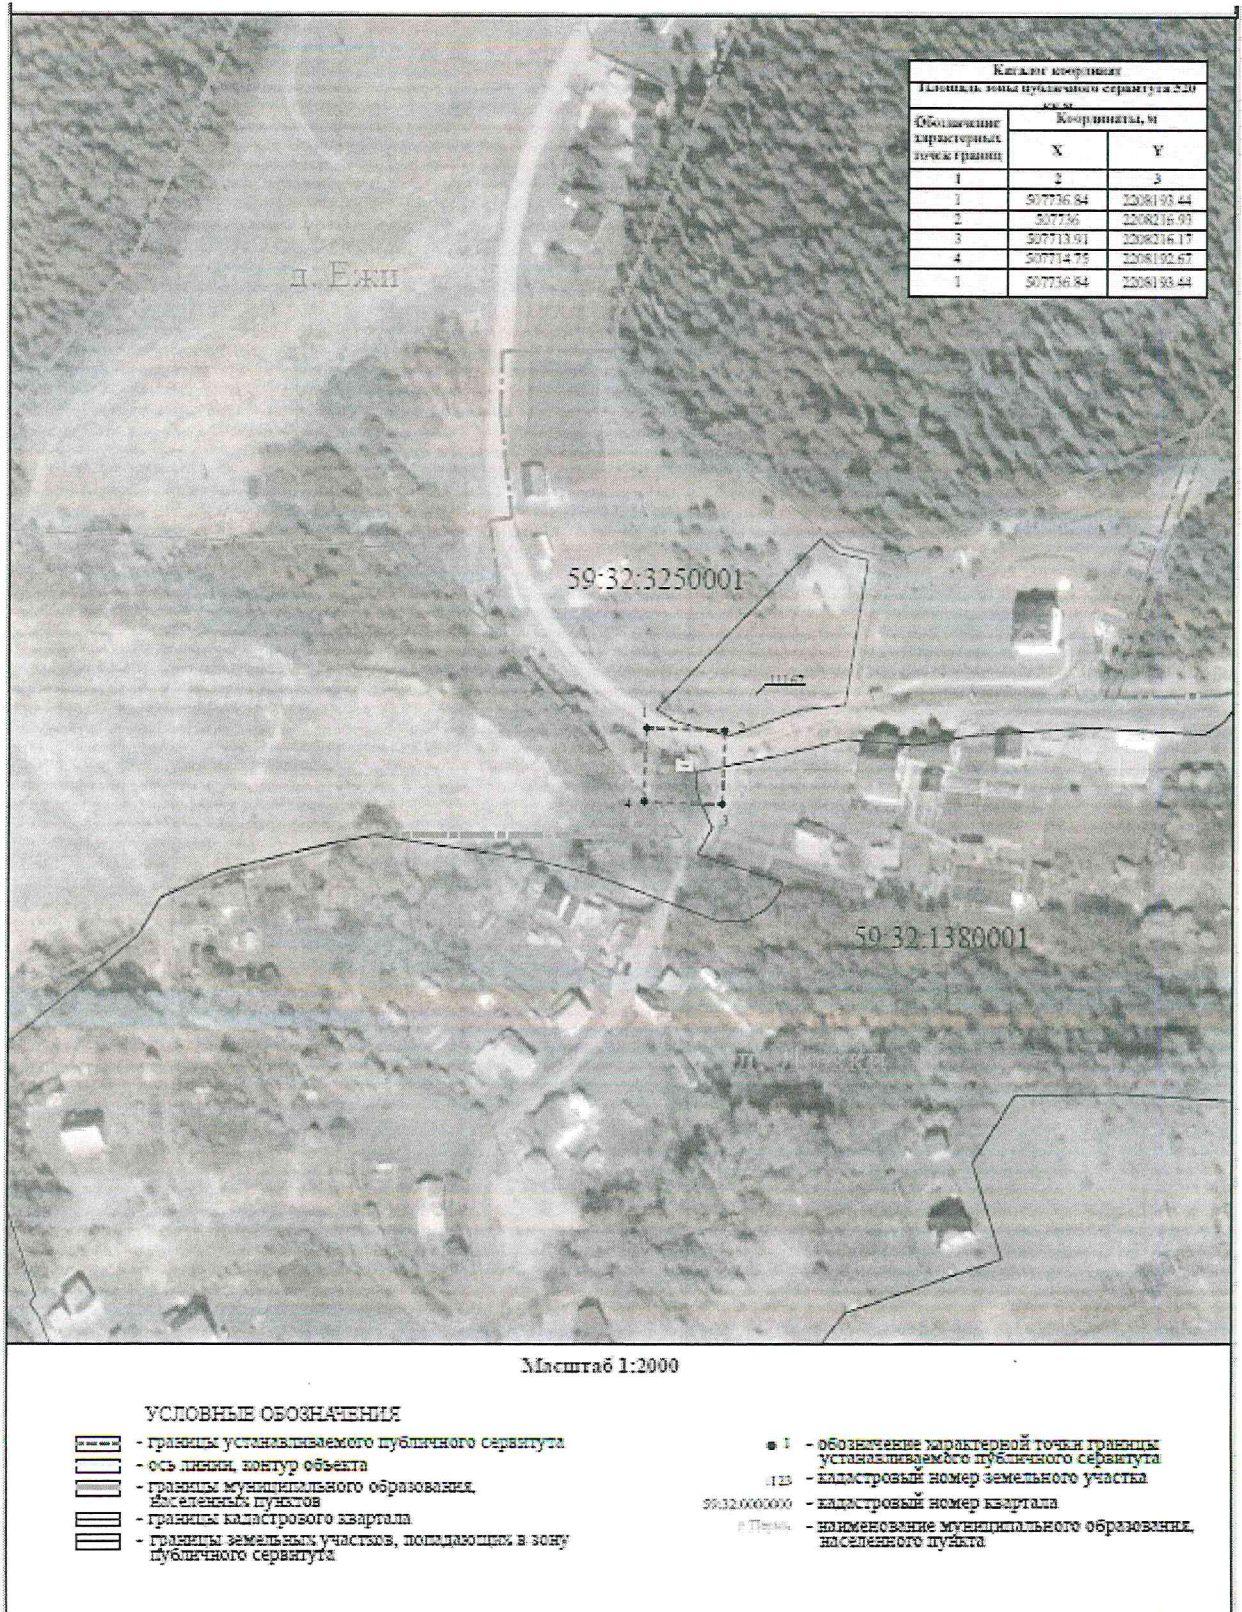 Каталог координат
Площадь зоны публичного сервитута 520
кв.м
Обозначение характерных точек границ
Координаты, м
X Y
1 2 3
1 507736.84 2208193.44
2 507736 2208216.93
3 507713.91 2208216.17
4 507714.75 2208192.67
1 507736.84 2208193.44
д. Ежи
59:32:3250001
:11167
1
2
4
3
59:32:1380001
Масштаб 1:2000
УСЛОВНЫЕ ОБОЗНАЧЕНИЯ
- границы устанавливаемого публичного сервитута
- ось линии, контур объекта
- границы муниципального образования,
населенных пунктов
- границы кадастрового квартала
- границы земельных участков, попадающих в зону
публичного сервитута
1 - обозначение характерной точки границы
устанавливаемого публичного сервитута
:123 - кадастровый номер земельного участка
59:32:0000000 - кадастровый номер квартала
г.Пермь - наименование муниципального образования,
населенного пункта